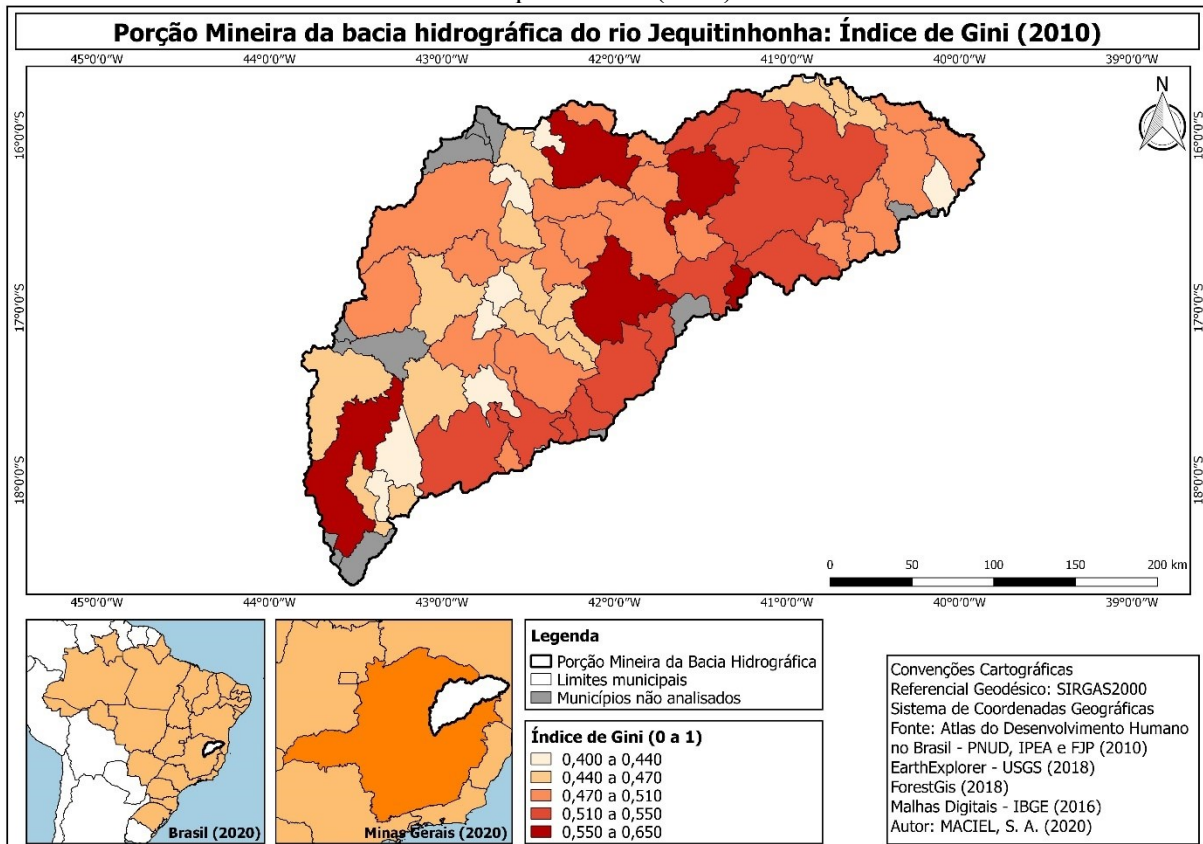 Porção Mineira da bacia hidrográfica do rio Jequitinhonha: Índice de Gini (2010)
45°0'0"W 44°0'0"W 43°0'0"W 42°0'0"W 41°0'0"W 40°0'0"W 39°0'0"W
N
16°0'0"S 16°0'0"S
17°0'0"S 17°0'0"S
18°0'0"S 18°0'0"S
0 50 100 150 200 km
45°0'0"W 44°0'0"W 43°0'0"W 42°0'0"W 41°0'0"W 40°0'0"W 39°0'0"W
Brasil (2020)
Minas Gerais (2020)
Legenda
Porção Mineira da Bacia Hidrográfica
Limites municipais
Municípios não analisados
Índice de Gini (0 a 1)
0,400 a 0,440
0,440 a 0,470
0,470 a 0,510
0,510 a 0,550
0,550 a 0,650
Convenções Cartográficas
Referencial Geodésico: SIRGAS2000
Sistema de Coordenadas Geográficas
Fonte: Atlas do Desenvolvimento Humano
no Brasil - PNUD, IPEA e FJP (2010)
EarthExplorer - USGS (2018)
ForestGis (2018)
Malhas Digitais - IBGE (2016)
Autor: MACIEL, S. A. (2020)